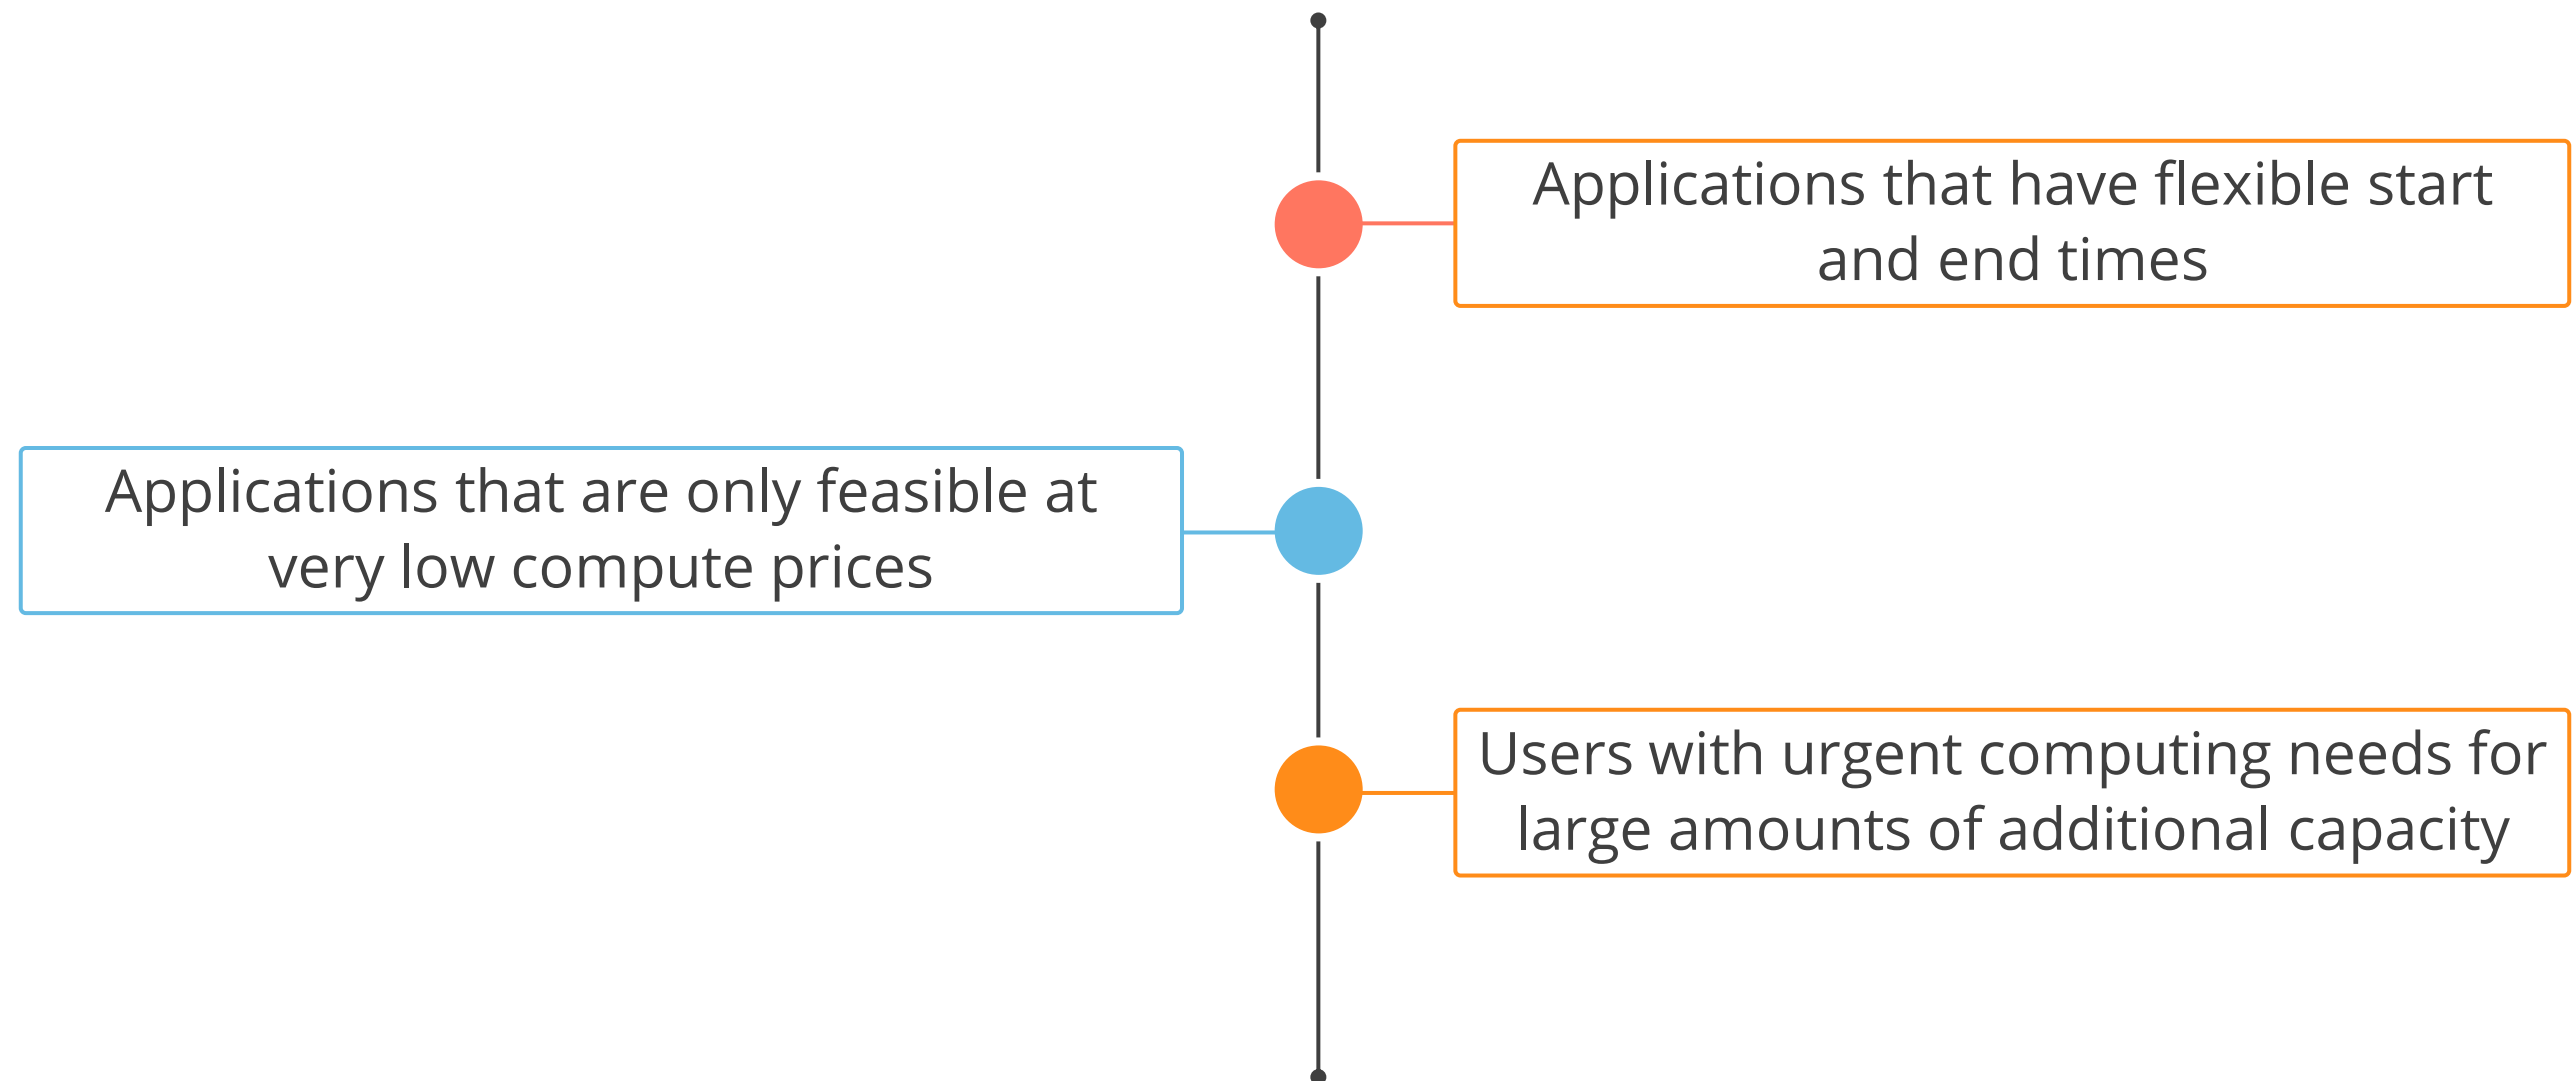 Applications that have flexible start
and end times
Applications that are only feasible at
very low compute prices
Users with urgent computing needs for
large amounts of additional capacity